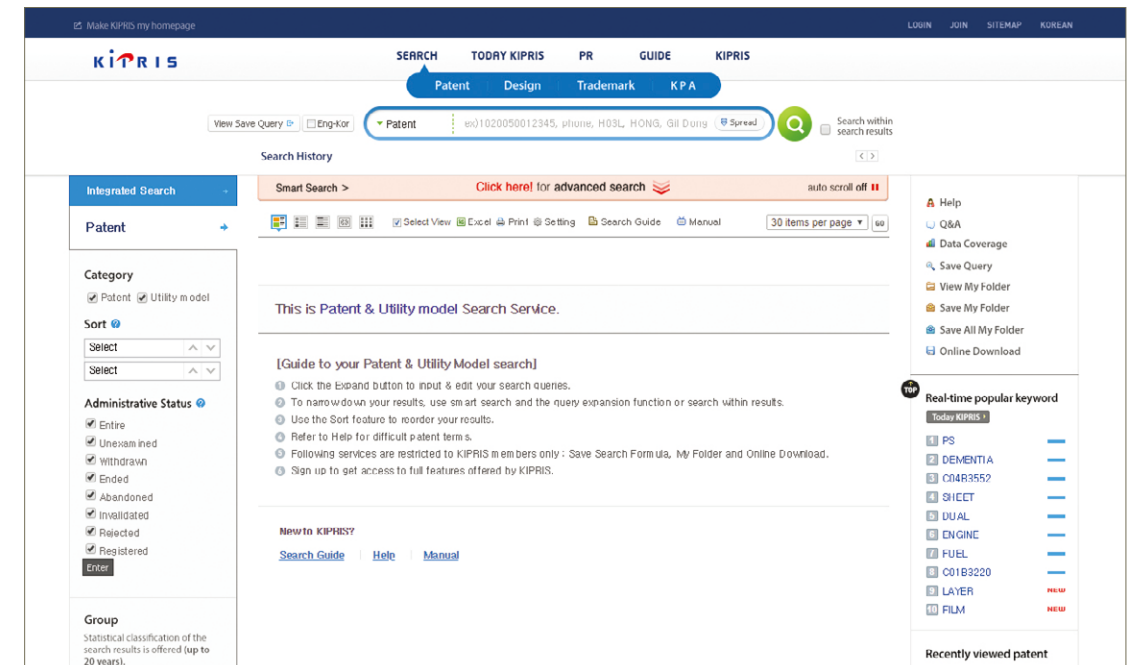 Make KIPRIS my homepage
LOGIN JOIN SITEMAP KOREAN
KIPRIS
SEARCH TODAY KIPRIS PR GUIDE KIPRIS
Patent Design Trademark KPA
View Save Query Eng-Kor Patent ex)1020050012345, phone, H03L, HONG, Gil Dung Spread Search within
search results
Search History
Integrated Search
Smart Search > Click here! for advanced search auto scroll off
Patent
Select View Excel Print Setting Search Guide Manual 30 items per page GO
Category
Patent Utility model
Sort
Select
Select
Administrative Status
Entire
Unexamined
Withdrawn
Ended
Abandoned
Invalidated
Rejected
Registered
Enter
Group
Statistical classification of the
search results is offered (up to
20 years).
This is Patent & Utility model Search Service.
[Guide to your Patent & Utility Model search]
1 Click the Expand button to input & edit your search queries.
2 To narrow down your results, use smart search and the query expansion function or search within results.
3 Use the Sort feature to reorder your results.
4 Refer to Help for difficult patent terms.
5 Following services are restricted to KIPRIS members only : Save Search Formula, My Folder and Online Download.
6 Sign up to get access to full features offered by KIPRIS.
New to KIPRIS?
Search Guide Help Manual
Help
Q&A
Data Coverage
Save Query
View My Folder
Save My Folder
Save All My Folder
Online Download
TOP
Real-time popular keyword
Today KIPRIS
1 PS
2 DEMENTIA
3 C04B3552
4 SHEET
5 DUAL
6 ENGINE
7 FUEL
8 C01B3220
9 LAYER NEW
10 FILM NEW
Recently viewed patent